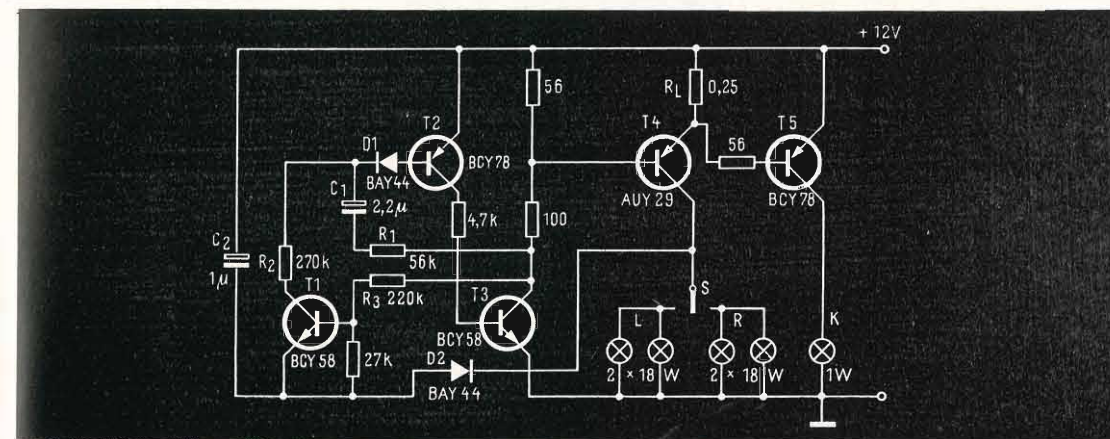 + 12V
56
R_L 0,25
T2
T4
T5
D1
BCY78
56
BAY44
C1
2,2µ
AUY 29
BCY78
4,7k
100
C2
1µ
R1
56k
R2 270k
T1
R3 220k
T3
S
BCY58
L
R
K
BCY 58
27k
D2
BAY 44
2 × 18 W
2 × 18 W
1W